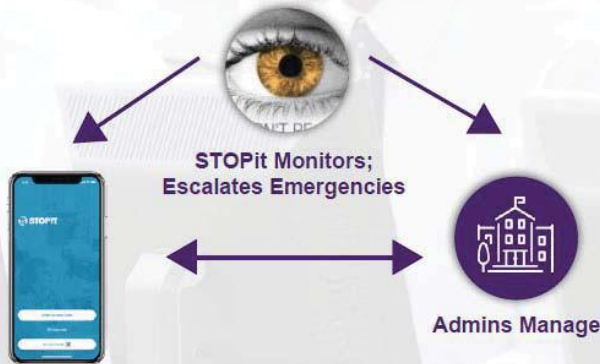 STOPit Monitors;
Escalates Emergencies
STOPiT
Admins Manage